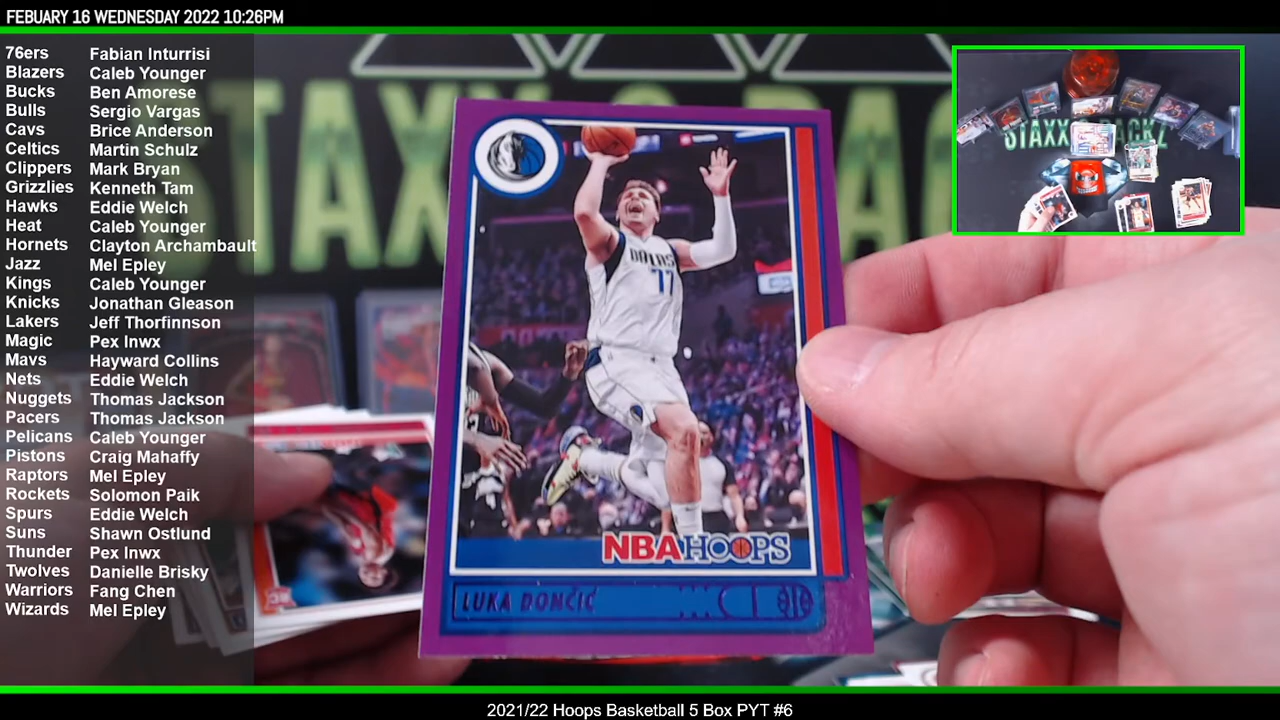 FEBUARY 16 WEDNESDAY 2022 10:26PM
76ers Fabian Inturrisi
Blazers Caleb Younger
Bucks Ben Amorese
Bulls Sergio Vargas
Cavs Brice Anderson
Celtics Martin Schulz
Clippers Mark Bryan
Grizzlies Kenneth Tam
Hawks Eddie Welch
Heat Caleb Younger
Hornets Clayton Archambault
Jazz Mel Epley
Kings Caleb Younger
Knicks Jonathan Gleason
Lakers Jeff Thorfinnson
Magic Pex Inwx
Mavs Hayward Collins
Nets Eddie Welch
Nuggets Thomas Jackson
Pacers Thomas Jackson
Pelicans Caleb Younger
Pistons Craig Mahaffy
Raptors Mel Epley
Rockets Solomon Paik
Spurs Eddie Welch
Suns Shawn Ostlund
Thunder Pex Inwx
Twolves Danielle Brisky
Warriors Fang Chen
Wizards Mel Epley
STAXX PACK
DALLAS
77
NBA HOOPS
LUKA DONČIĆ
STAXX PACKZ
2021/22 Hoops Basketball 5 Box PYT #6